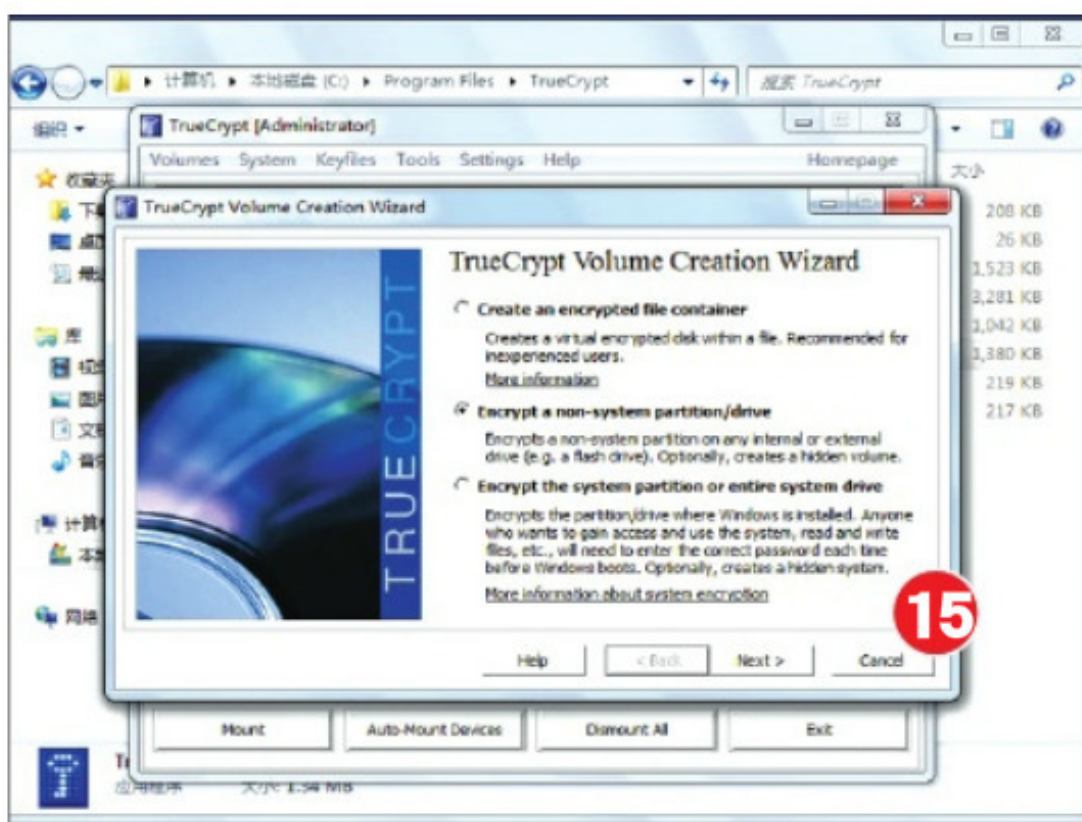 计算机 ▸ 本地磁盘 (C:) ▸ Program Files ▸ TrueCrypt
搜索 TrueCrypt
组织
TrueCrypt [Administrator]
Volumes System Keyfiles Tools Settings Help Homepage
大小
收藏夹
TrueCrypt Volume Creation Wizard
208 KB
26 KB
1,523 KB
3,281 KB
1,042 KB
1,380 KB
219 KB
217 KB
库
网络
TRUECRYPT
TrueCrypt Volume Creation Wizard
Create an encrypted file container
Creates a virtual encrypted disk within a file. Recommended for
inexperienced users.
More information
Encrypt a non-system partition/drive
Encrypts a non-system partition on any internal or external
drive (e.g. a flash drive). Optionally, creates a hidden volume.
Encrypt the system partition or entire system drive
Encrypts the partition/drive where Windows is installed. Anyone
who wants to gain access and use the system, read and write
files, etc., will need to enter the correct password each time
before Windows boots. Optionally, creates a hidden system.
More information about system encryption
15
Help < Back Next > Cancel
Mount Auto-Mount Devices Dismount All Exit
应用程序 大小: 1.34 MB